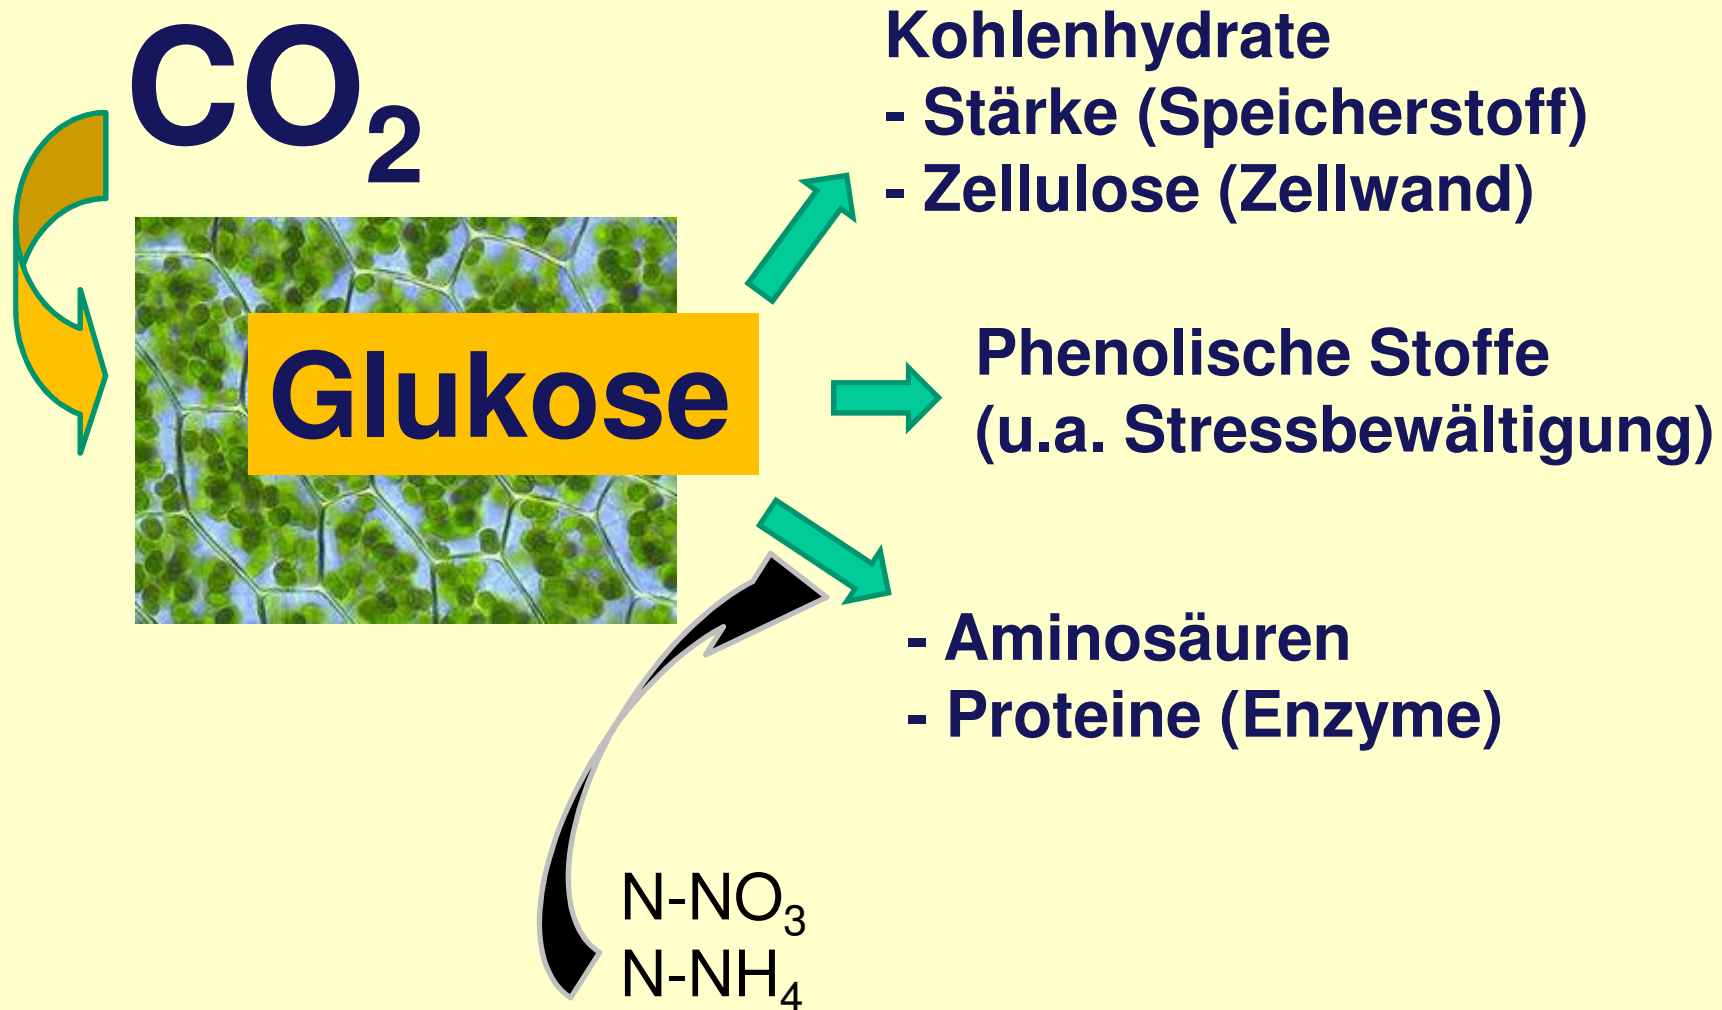 CO₂
Glukose
Kohlenhydrate
- Stärke (Speicherstoff)
- Zellulose (Zellwand)
Phenolische Stoffe
(u.a. Stressbewältigung)
- Aminosäuren
- Proteine (Enzyme)
N-NO₃
N-NH₄